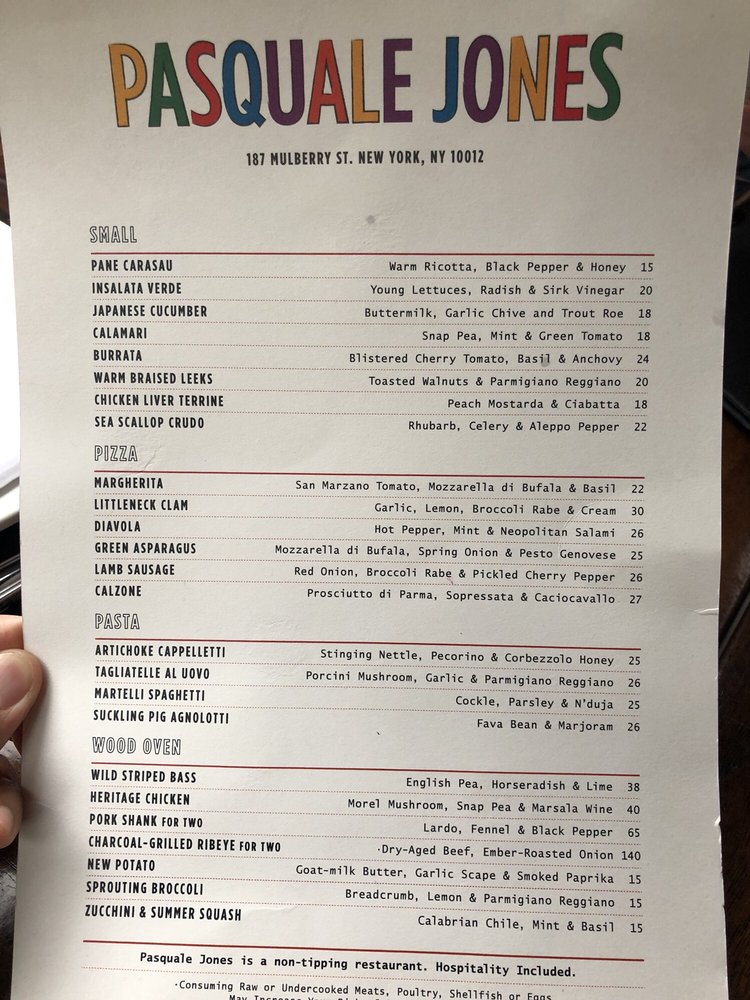 PASQUALE JONES
187 MULBERRY ST. NEW YORK, NY 10012
SMALL
PANE CARASAU Warm Ricotta, Black Pepper & Honey 15
INSALATA VERDE Young Lettuces, Radish & Sirk Vinegar 20
JAPANESE CUCUMBER Buttermilk, Garlic Chive and Trout Roe 18
CALAMARI Snap Pea, Mint & Green Tomato 18
BURRATA Blistered Cherry Tomato, Basil & Anchovy 24
WARM BRAISED LEEKS Toasted Walnuts & Parmigiano Reggiano 20
CHICKEN LIVER TERRINE Peach Mostarda & Ciabatta 18
SEA SCALLOP CRUDO Rhubarb, Celery & Aleppo Pepper 22
PIZZA
MARGHERITA San Marzano Tomato, Mozzarella di Bufala & Basil 22
LITTLENECK CLAM Garlic, Lemon, Broccoli Rabe & Cream 30
DIAVOLA Hot Pepper, Mint & Neopolitan Salami 26
GREEN ASPARAGUS Mozzarella di Bufala, Spring Onion & Pesto Genovese 25
LAMB SAUSAGE Red Onion, Broccoli Rabe & Pickled Cherry Pepper 26
CALZONE Prosciutto di Parma, Sopressata & Caciocavallo 27
PASTA
ARTICHOKE CAPPELLETTI Stinging Nettle, Pecorino & Corbezzolo Honey 25
TAGLIATELLE AL UOVO Porcini Mushroom, Garlic & Parmigiano Reggiano 26
MARTELLI SPAGHETTI Cockle, Parsley & N'duja 25
SUCKLING PIG AGNOLOTTI Fava Bean & Marjoram 26
WOOD OVEN
WILD STRIPED BASS English Pea, Horseradish & Lime 38
HERITAGE CHICKEN Morel Mushroom, Snap Pea & Marsala Wine 40
PORK SHANK FOR TWO Lardo, Fennel & Black Pepper 65
CHARCOAL-GRILLED RIBEYE FOR TWO ·Dry-Aged Beef, Ember-Roasted Onion 140
NEW POTATO Goat-milk Butter, Garlic Scape & Smoked Paprika 15
SPROUTING BROCCOLI Breadcrumb, Lemon & Parmigiano Reggiano 15
ZUCCHINI & SUMMER SQUASH Calabrian Chile, Mint & Basil 15
Pasquale Jones is a non-tipping restaurant. Hospitality Included.
·Consuming Raw or Undercooked Meats, Poultry, Shellfish or Eggs
May Increase Your